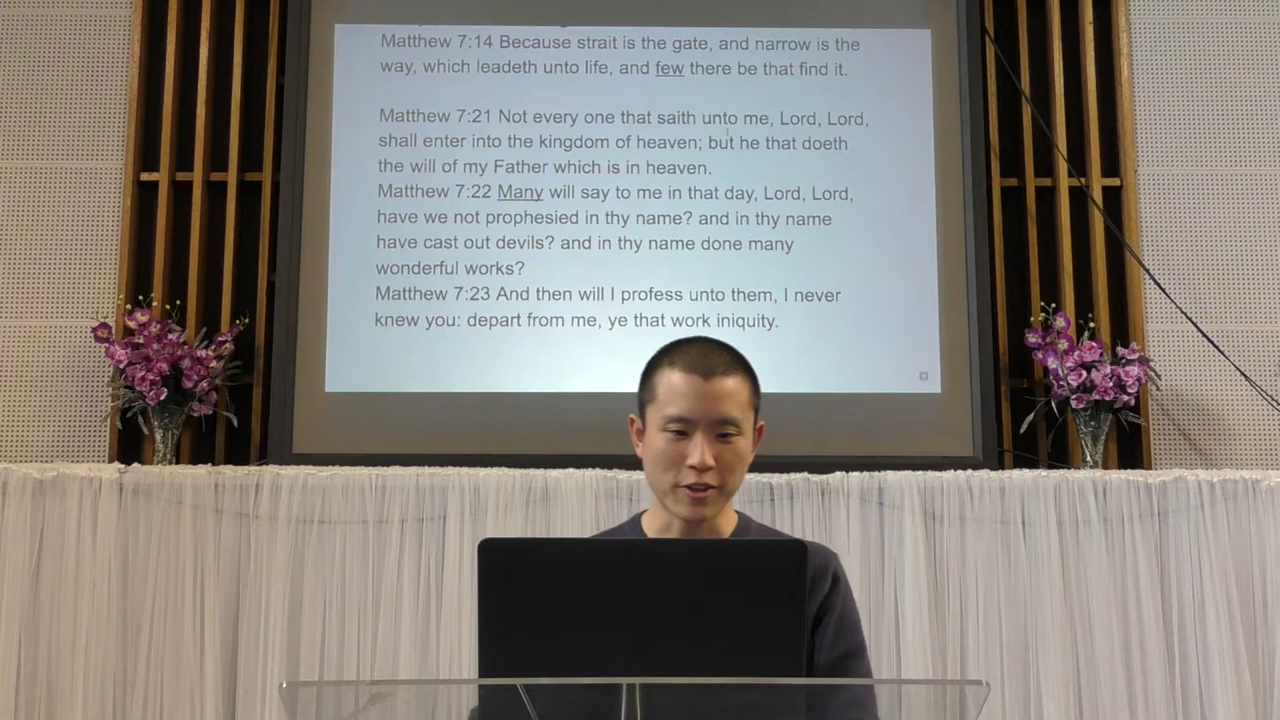 Matthew 7:14 Because strait is the gate, and narrow is the
way, which leadeth unto life, and few there be that find it.
Matthew 7:21 Not every one that saith unto me, Lord, Lord,
shall enter into the kingdom of heaven; but he that doeth
the will of my Father which is in heaven.
Matthew 7:22 Many will say to me in that day, Lord, Lord,
have we not prophesied in thy name? and in thy name
have cast out devils? and in thy name done many
wonderful works?
Matthew 7:23 And then will I profess unto them, I never
knew you: depart from me, ye that work iniquity.